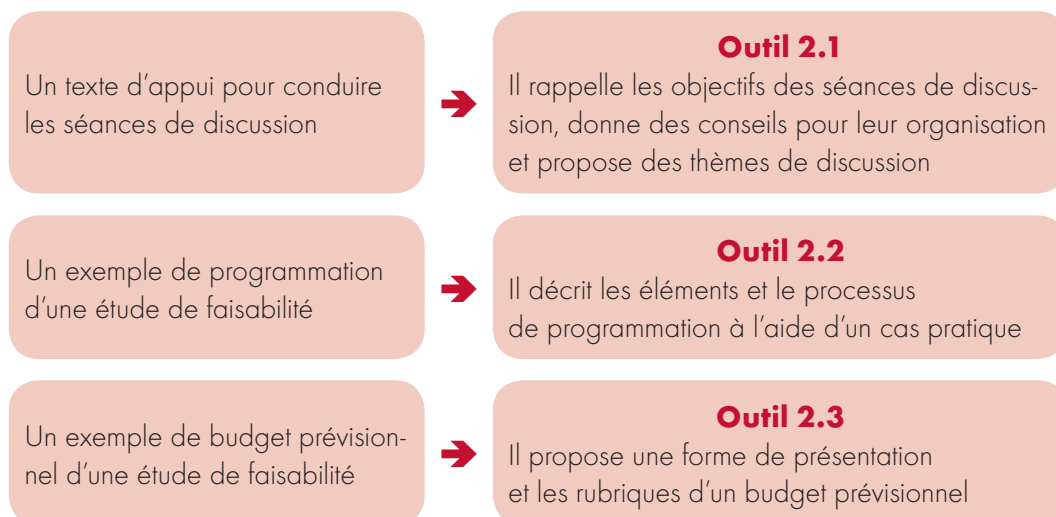 Un texte d'appui pour conduire
les séances de discussion
Outil 2.1
Il rappelle les objectifs des séances de discus-
sion, donne des conseils pour leur organisation
et propose des thèmes de discussion
Un exemple de programmation
d'une étude de faisabilité
Outil 2.2
Il décrit les éléments et le processus
de programmation à l'aide d'un cas pratique
Un exemple de budget prévision-
nel d'une étude de faisabilité
Outil 2.3
Il propose une forme de présentation
et les rubriques d'un budget prévisionnel